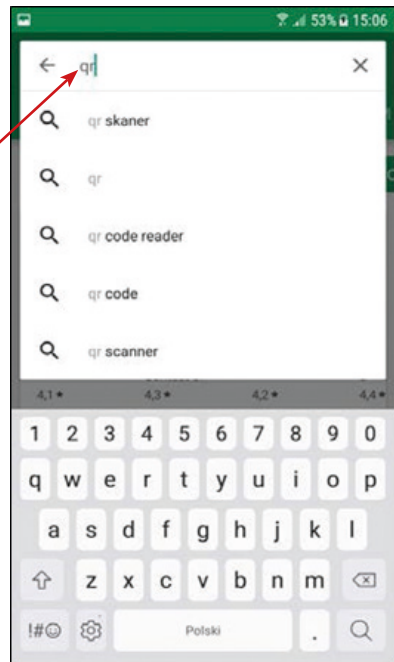 53% 15:06
qr
qr skaner
qr
qr code reader
qr code
qr scanner
4,1★ 4,3★ 4,2★ 4,4★
1 2 3 4 5 6 7 8 9 0
q w e r t y u i o p
a s d f g h j k l
z x c v b n m
!#☺ Polski .